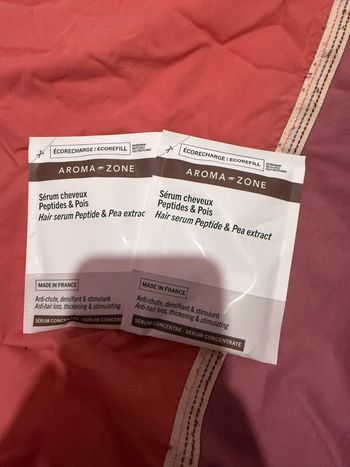 ÉCORECHARGE | ECOREFILL
AROMA-ZONE
Sérum cheveux
Peptides & Pois
Hair serum Peptide & Pea extrac
MADE IN FRANCE
Anti-chute, densifiant & stimulant
Anti-hair loss, thickening & stimulating
SÉRUM CONCENTRÉ / SERUM CONCENTRATE
ÉCORECHARGE | ECOREFILL
AROMA-ZONE
Sérum cheveux
Peptides & Pois
Hair serum Peptide & Pea extract
MADE IN FRANCE
Anti-chute, densifiant & stimulant
Anti-hair loss, thickening & stimulating
SÉRUM CONCENTRÉ / SERUM CONCENTRATE